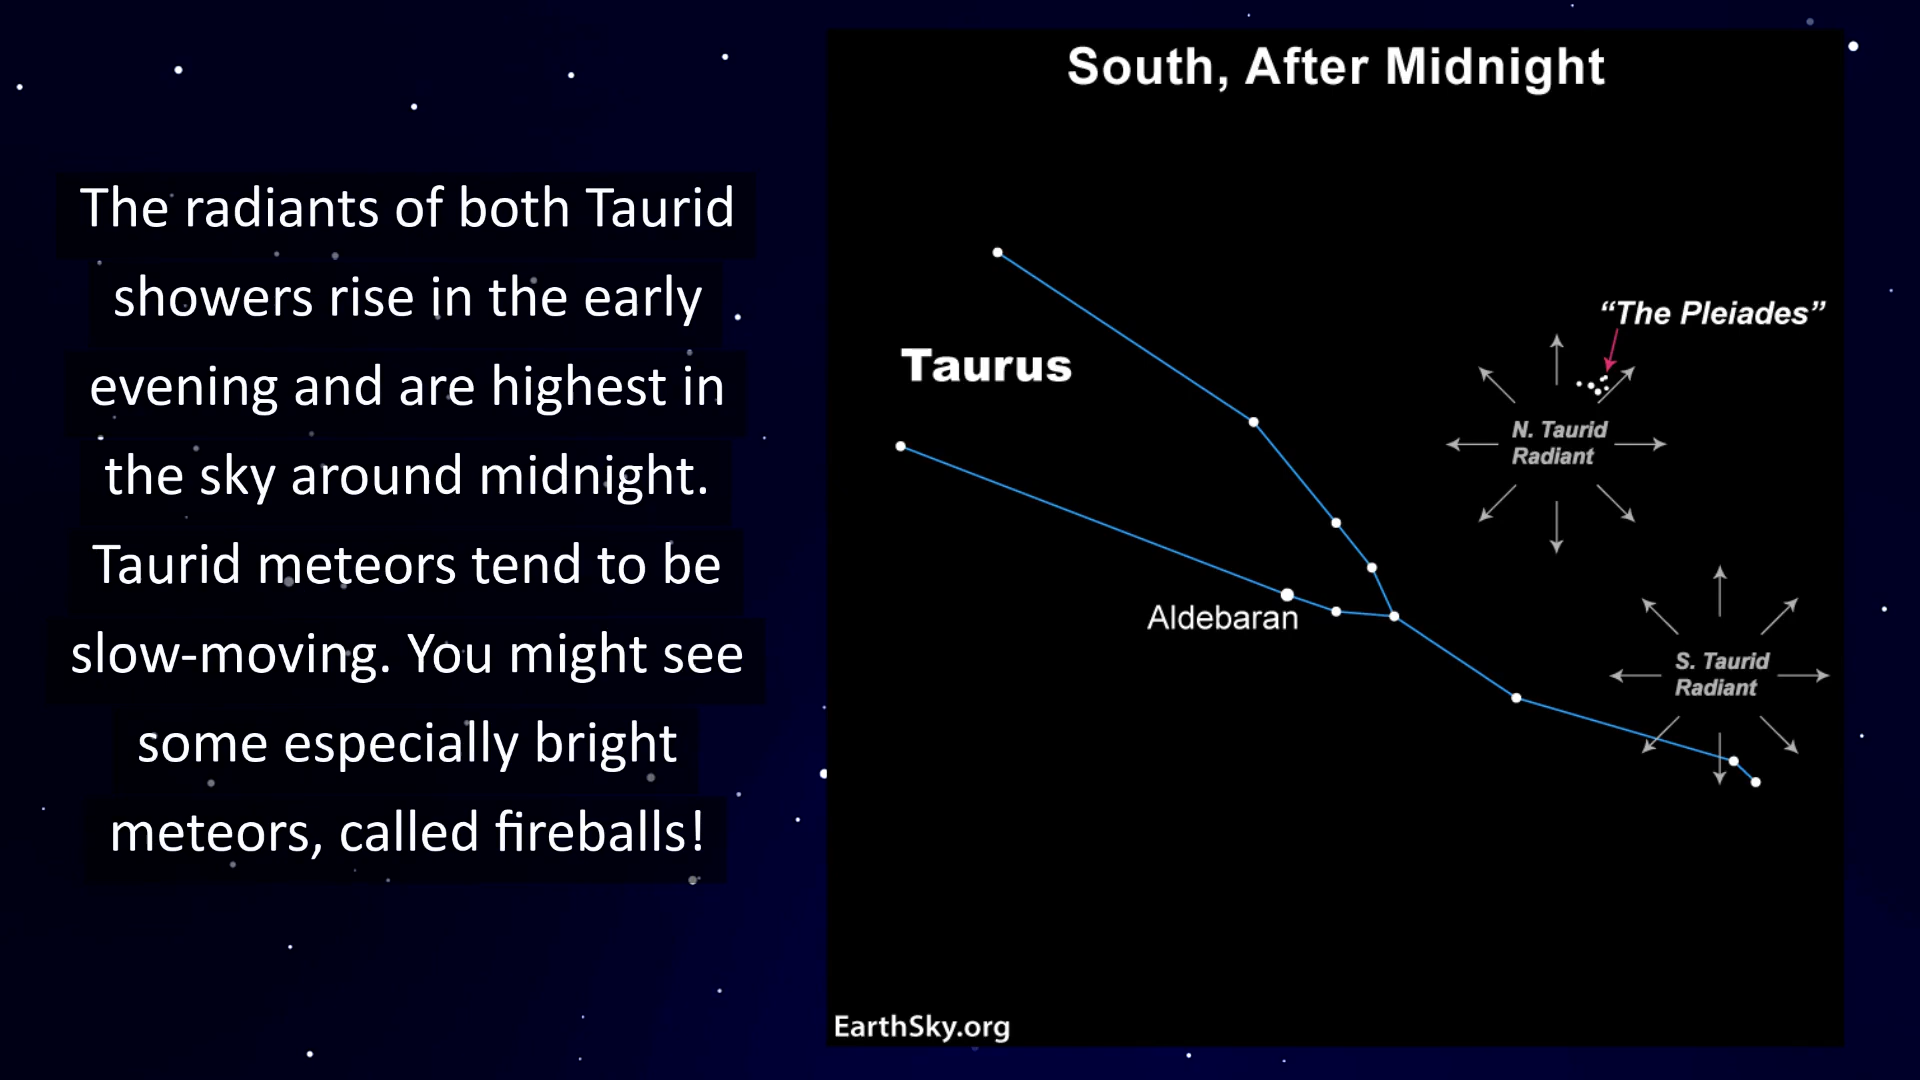 The radiants of both Taurid
showers rise in the early
evening and are highest in
the sky around midnight.
Taurid meteors tend to be
slow-moving. You might see
some especially bright
meteors, called fireballs!
South, After Midnight
“The Pleiades”
Taurus
N. Taurid
Radiant
Aldebaran
S. Taurid
Radiant
EarthSky.org